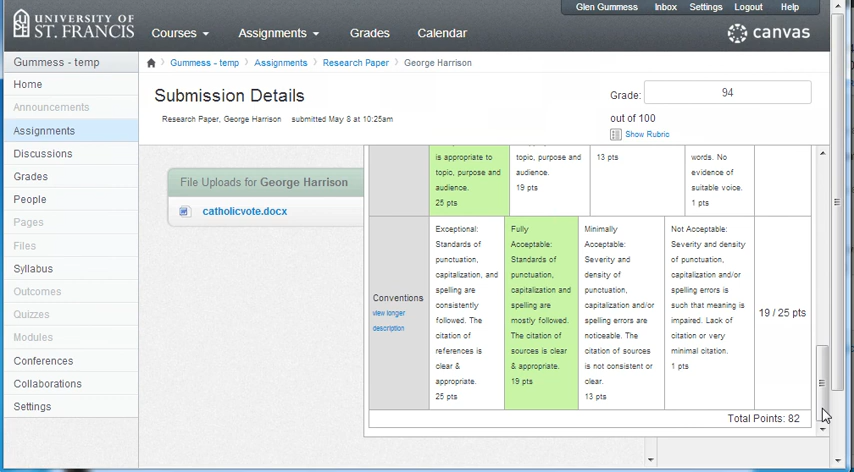 Glen Gummess Inbox Settings Logout Help
UNIVERSITY OF
ST. FRANCIS
Courses Assignments Grades Calendar
canvas
Gummess - temp
Home
Announcements
Assignments
Discussions
Grades
People
Pages
Files
Syllabus
Outcomes
Quizzes
Modules
Conferences
Collaborations
Settings
Gummess - temp Assignments Research Paper George Harrison
Submission Details
Research Paper, George Harrison submitted May 8 at 10:25am
Grade: 94
out of 100
Show Rubric
File Uploads for George Harrison
catholicvote.docx
is appropriate to
topic, purpose and
audience.
25 pts
topic, purpose and
audience.
19 pts
13 pts
words. No
evidence of
suitable voice.
1 pts
Conventions
view longer
description
Exceptional:
Standards of
punctuation,
capitalization, and
spelling are
consistently
followed. The
citation of
references is
clear &
appropriate.
25 pts
Fully
Acceptable:
Standards of
punctuation,
capitalization and
spelling are
mostly followed.
The citation of
sources is clear
& appropriate.
19 pts
Minimally
Acceptable:
Severity and
density of
punctuation,
capitalization and/or
spelling errors are
noticeable. The
citation of sources
is not consistent or
clear.
13 pts
Not Acceptable:
Severity and density
of punctuation,
capitalization and/or
spelling errors is
such that meaning is
impaired. Lack of
citation or very
minimal citation.
1 pts
19 / 25 pts
Total Points: 82